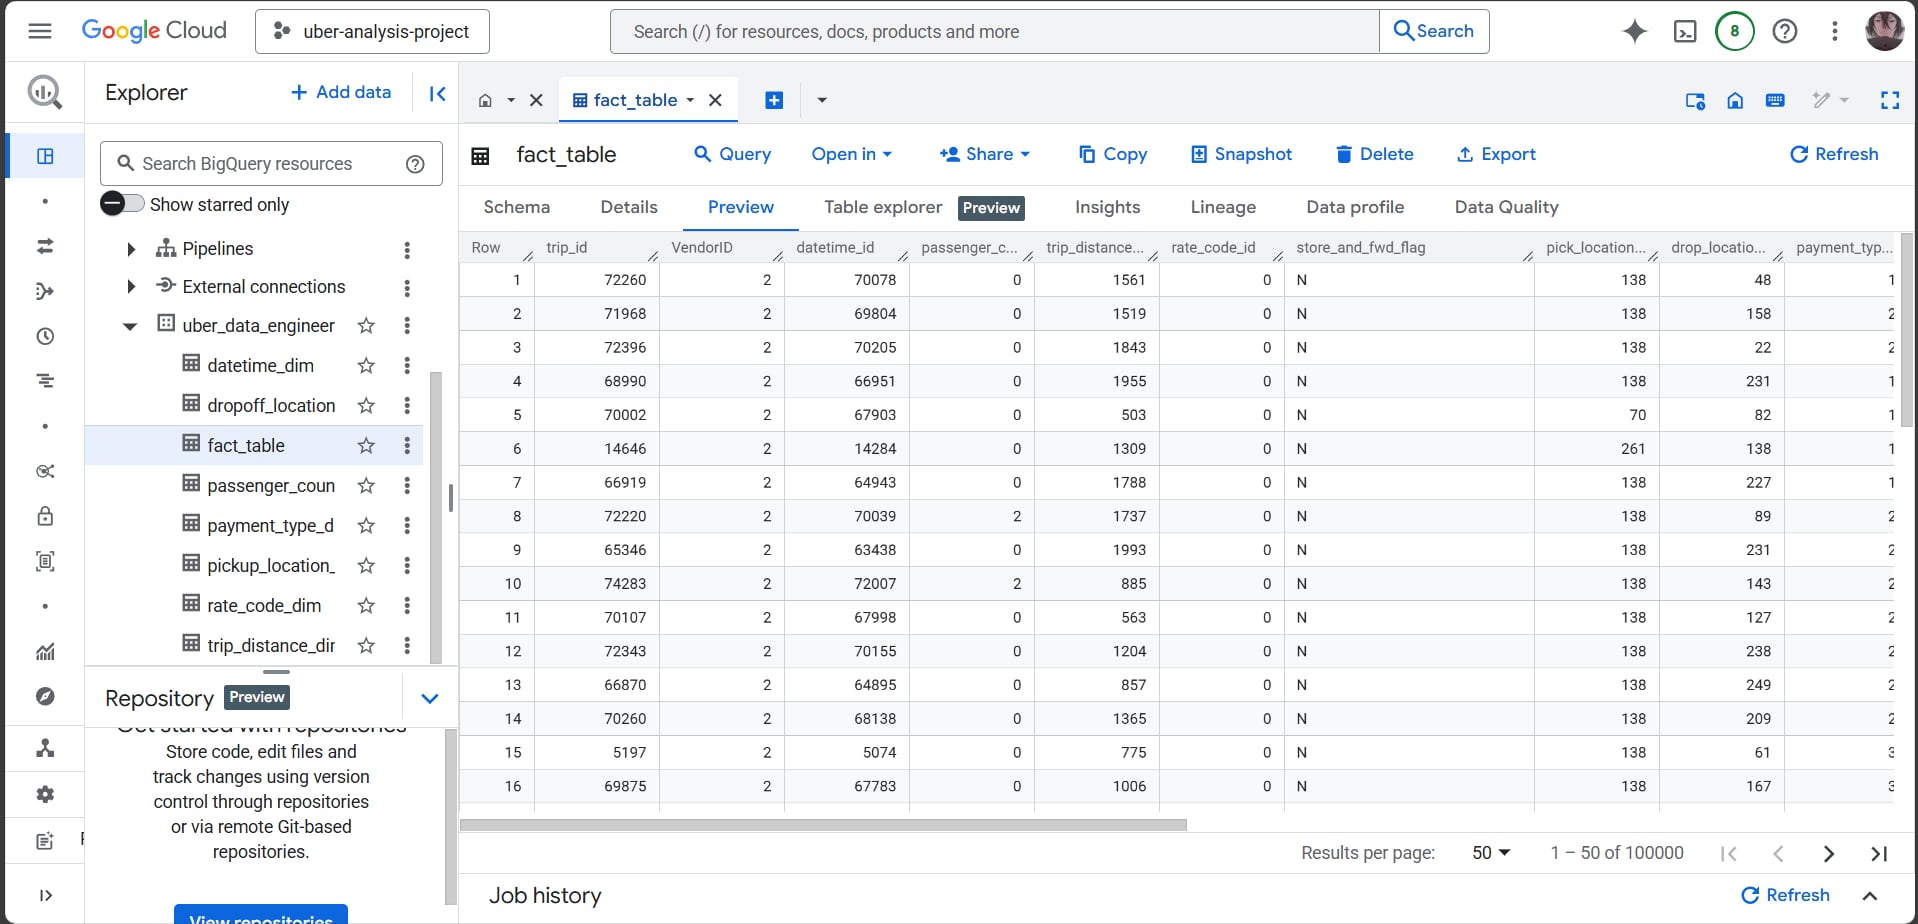 Google Cloud
uber-analysis-project
Search (/) for resources, docs, products and more
Search
8
Explorer
+ Add data
fact_table
Search BigQuery resources
Show starred only
Pipelines
External connections
uber_data_engineer
datetime_dim
dropoff_location
fact_table
passenger_coun
payment_type_d
pickup_location_
rate_code_dim
trip_distance_dir
Repository Preview
Get started with repositories
Store code, edit files and
track changes using version
control through repositories
or via remote Git-based
repositories.
View repositories
fact_table
Query
Open in
Share
Copy
Snapshot
Delete
Export
Refresh
Schema Details Preview Table explorer Preview Insights Lineage Data profile Data Quality
Row trip_id VendorID datetime_id passenger_c... trip_distance... rate_code_id store_and_fwd_flag pick_location... drop_locatio... payment_typ...
1 72260 2 70078 0 1561 0 N 138 48 1
2 71968 2 69804 0 1519 0 N 138 158 2
3 72396 2 70205 0 1843 0 N 138 22 2
4 68990 2 66951 0 1955 0 N 138 231 1
5 70002 2 67903 0 503 0 N 70 82 1
6 14646 2 14284 0 1309 0 N 261 138 1
7 66919 2 64943 0 1788 0 N 138 227 1
8 72220 2 70039 2 1737 0 N 138 89 2
9 65346 2 63438 0 1993 0 N 138 231 2
10 74283 2 72007 2 885 0 N 138 143 2
11 70107 2 67998 0 563 0 N 138 127 2
12 72343 2 70155 0 1204 0 N 138 238 2
13 66870 2 64895 0 857 0 N 138 249 2
14 70260 2 68138 0 1365 0 N 138 209 2
15 5197 2 5074 0 775 0 N 138 61 3
16 69875 2 67783 0 1006 0 N 138 167 3
Results per page: 50 1 – 50 of 100000
Job history
Refresh